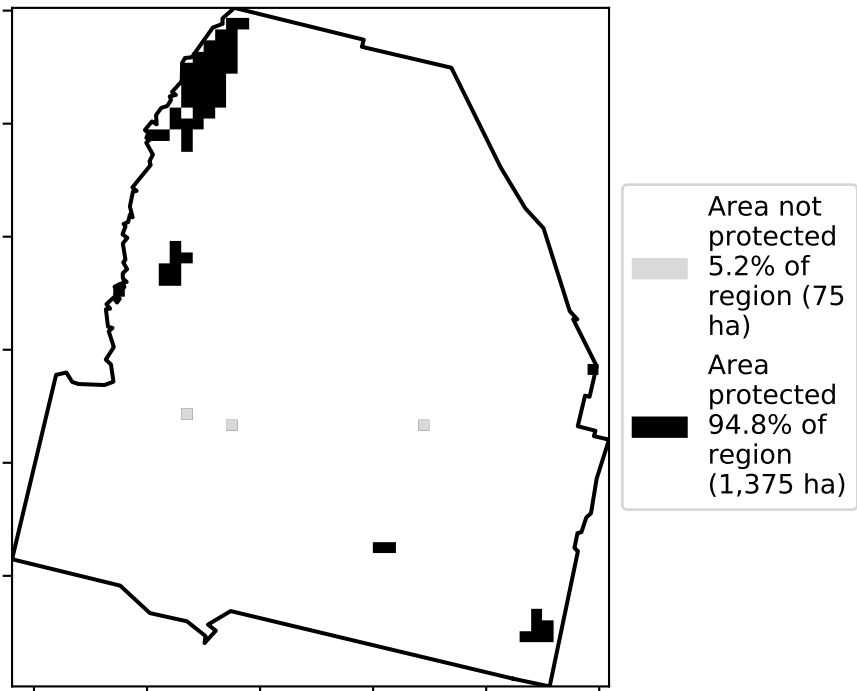 Area not
protected
5.2% of
region (75
ha)
Area
protected
94.8% of
region
(1,375 ha)